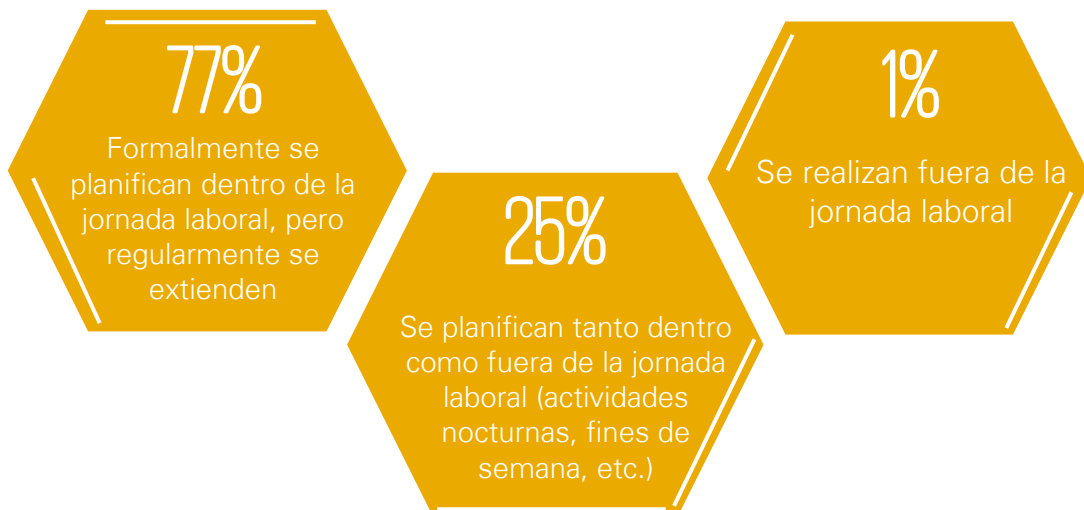 77%
Formalmente se
planifican dentro de la
jornada laboral, pero
regularmente se
extienden
25%
Se planifican tanto dentro
como fuera de la jornada
laboral (actividades
nocturnas, fines de
semana, etc.)
1%
Se realizan fuera de la
jornada laboral